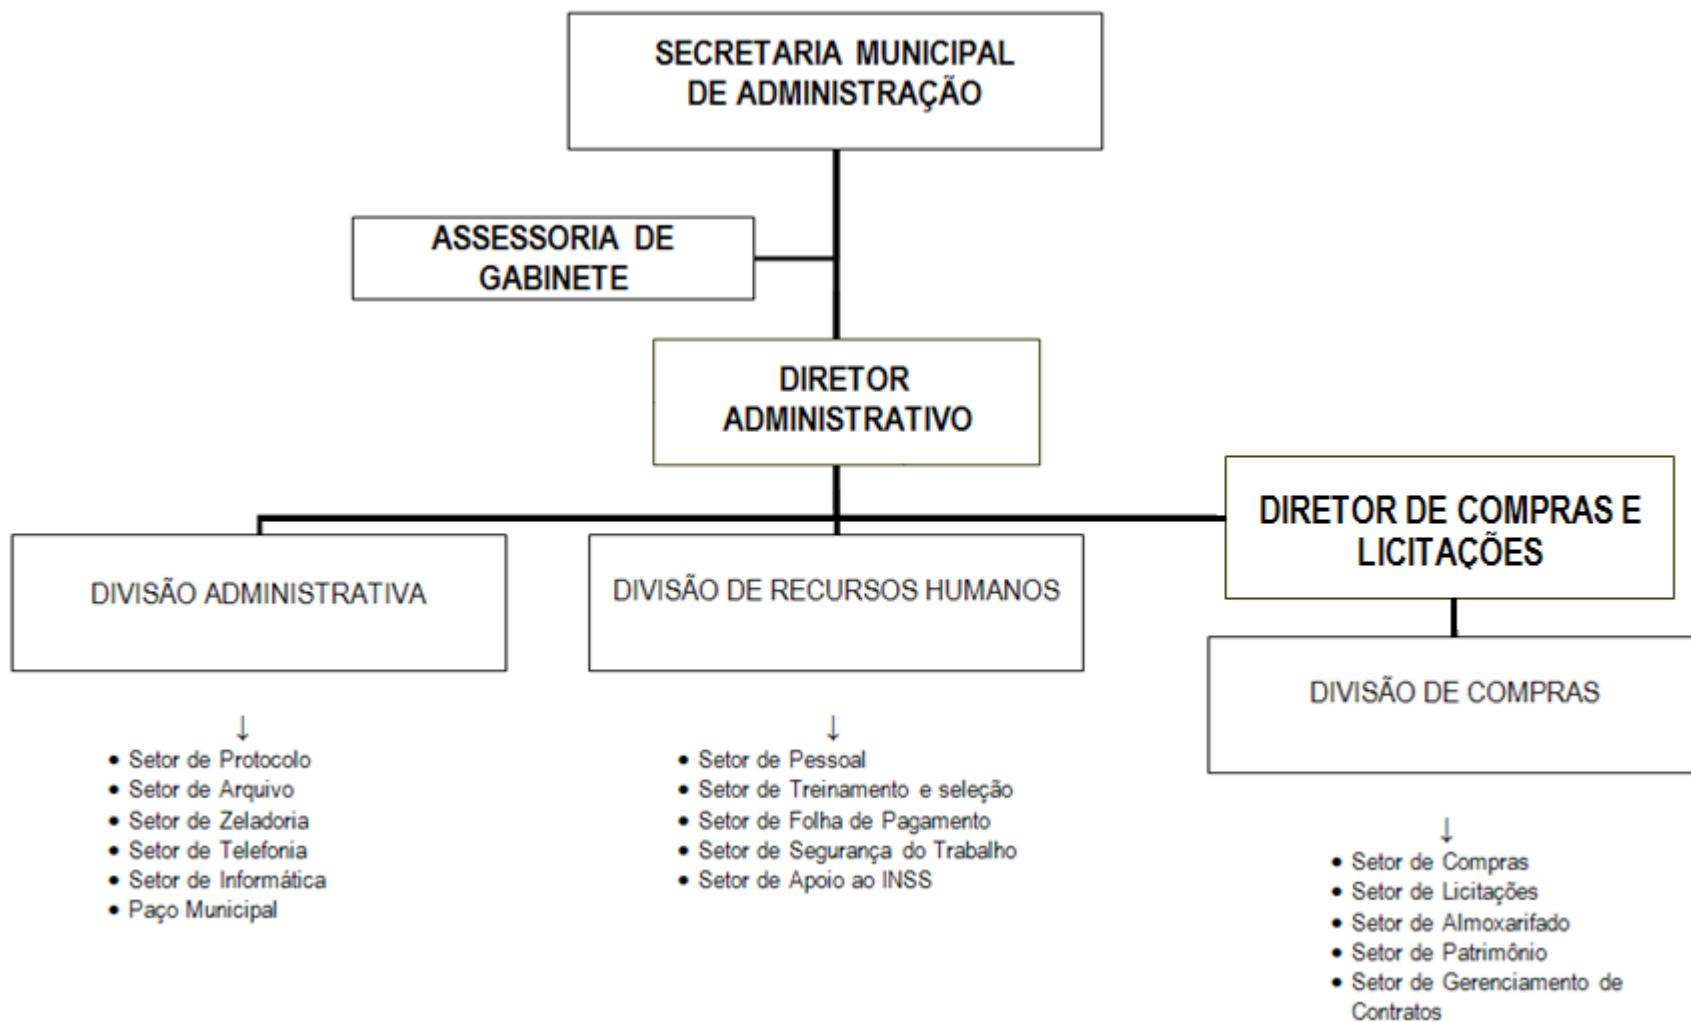 SECRETARIA MUNICIPAL
DE ADMINISTRAÇÃO
ASSESSORIA DE
GABINETE
DIRETOR
ADMINISTRATIVO
DIRETOR DE COMPRAS E
LICITAÇÕES
DIVISÃO ADMINISTRATIVA
DIVISÃO DE RECURSOS HUMANOS
DIVISÃO DE COMPRAS
↓
• Setor de Protocolo
• Setor de Arquivo
• Setor de Zeladoria
• Setor de Telefonia
• Setor de Informática
• Paço Municipal
↓
• Setor de Pessoal
• Setor de Treinamento e seleção
• Setor de Folha de Pagamento
• Setor de Segurança do Trabalho
• Setor de Apoio ao INSS
↓
• Setor de Compras
• Setor de Licitações
• Setor de Almoxarifado
• Setor de Patrimônio
• Setor de Gerenciamento de
Contratos